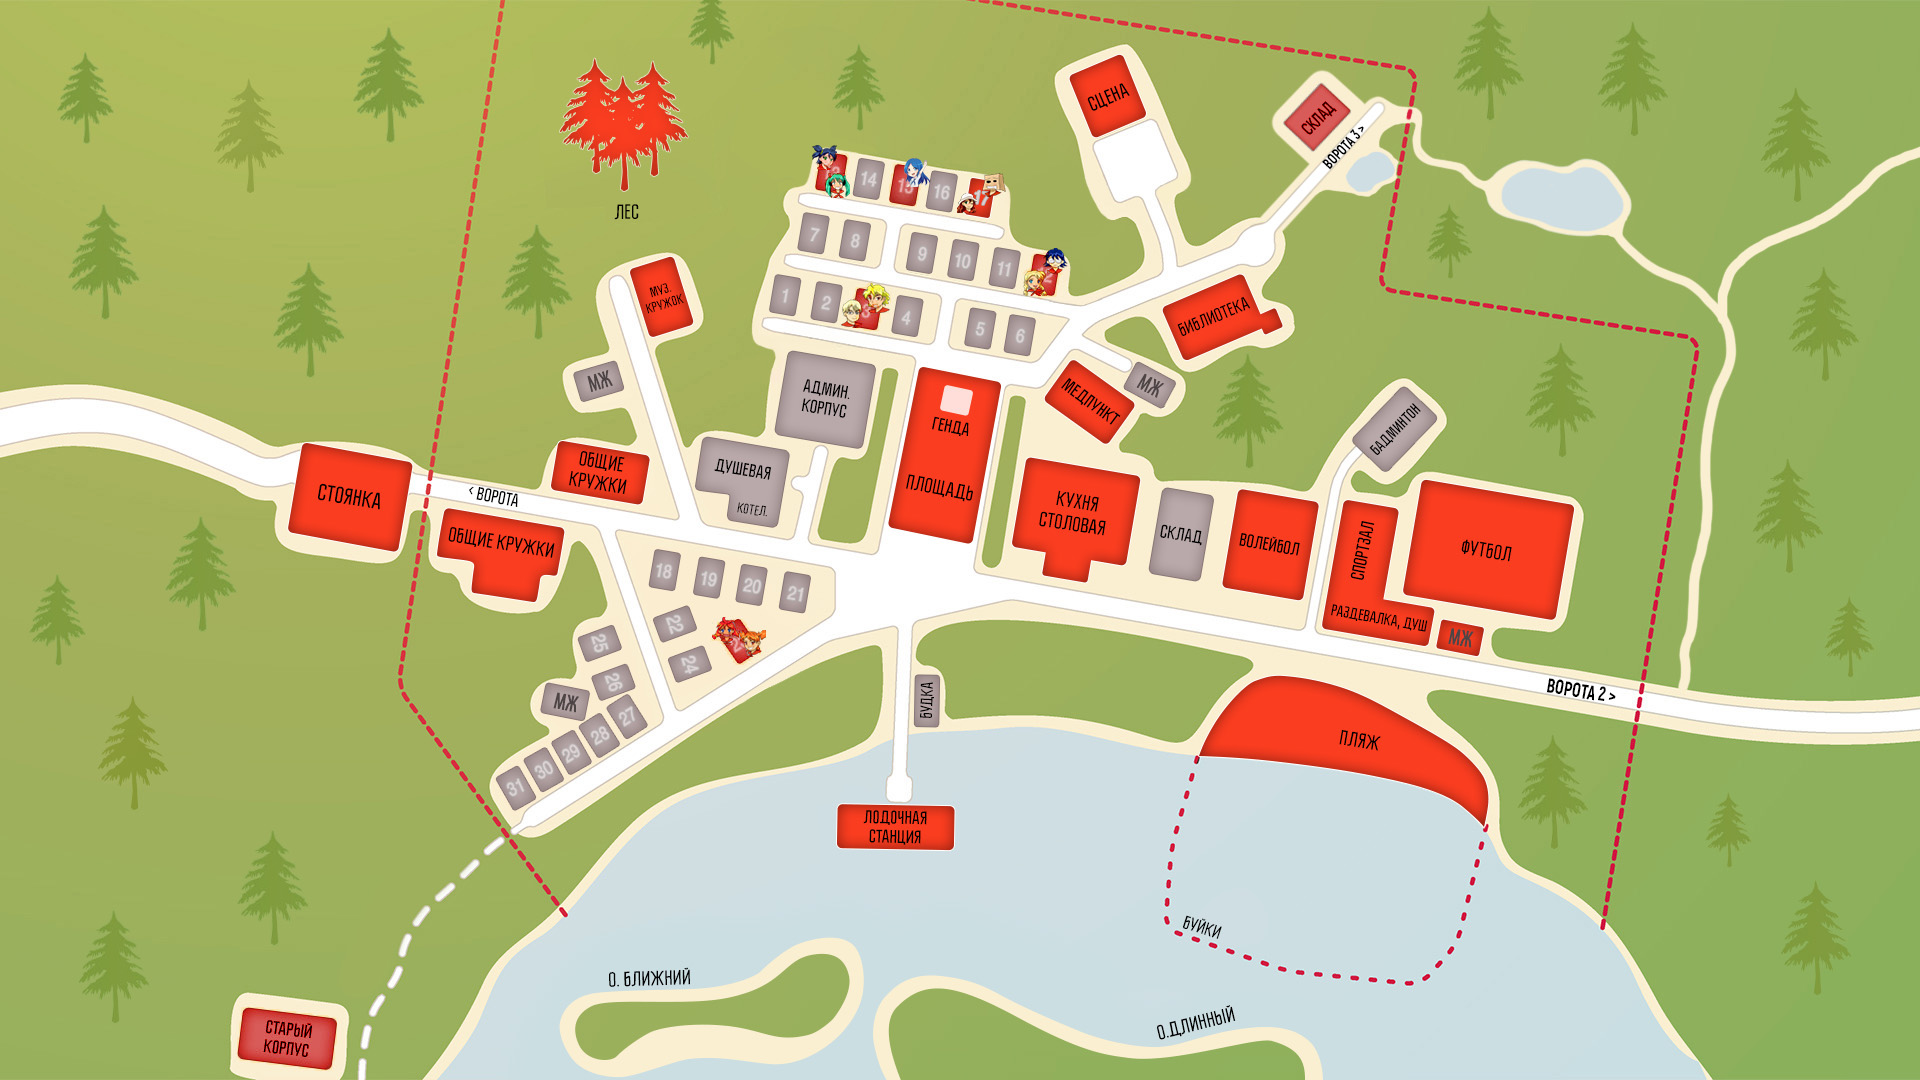 СЦЕНА
СКЛАД
ВОРОТА 3 >
ЛЕС
14
15
16
17
7
8
9
10
11
МУЗ.
КРУЖОК
1
2
3
4
5
6
БИБЛИОТЕКА
МЖ
АДМИН.
КОРПУС
МЕДПУНКТ
МЖ
ГЕНДА
ПЛОЩАДЬ
БАДМИНТОН
ОБЩИЕ
КРУЖКИ
ДУШЕВАЯ
КОТЕЛ.
СТОЯНКА
< ВОРОТА
КУХНЯ
СТОЛОВАЯ
СКЛАД
ВОЛЕЙБОЛ
СПОРТЗАЛ
РАЗДЕВАЛКА, ДУШ
ФУТБОЛ
МЖ
ОБЩИЕ КРУЖКИ
18
19
20
21
22
24
25
26
МЖ
27
28
29
30
31
БУДКА
ВОРОТА 2 >
ПЛЯЖ
ЛОДОЧНАЯ
СТАНЦИЯ
БУЙКИ
О. БЛИЖНИЙ
О.ДЛИННЫЙ
СТАРЫЙ
КОРПУС